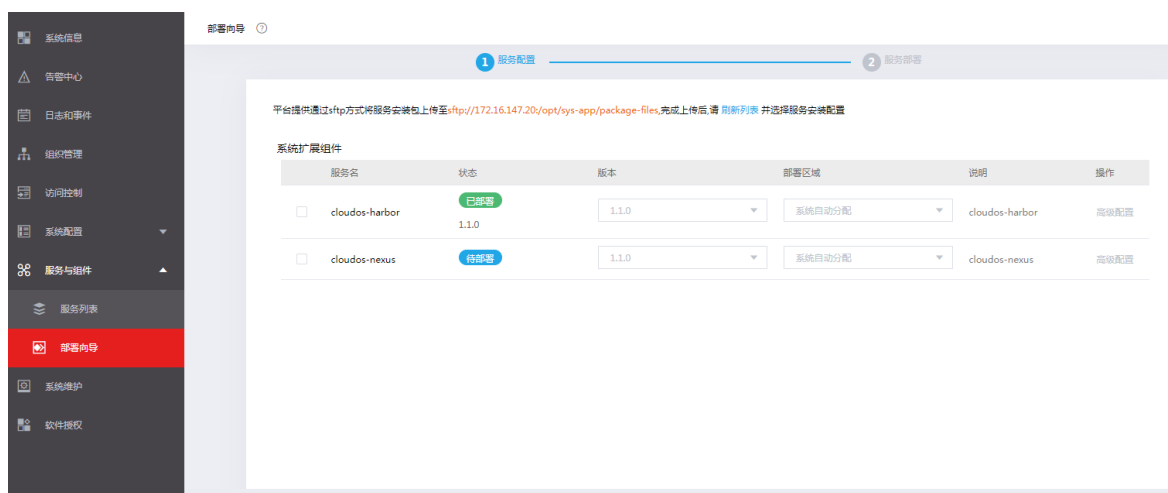 系统信息
告警中心
日志和事件
组织管理
访问控制
系统配置
服务与组件
服务列表
部署向导
系统维护
软件授权
部署向导 ?
1 服务配置
2 服务部署
平台提供通过sftp方式将服务安装包上传至sftp://172.16.147.20:/opt/sys-app/package-files,完成上传后,请 刷新列表 并选择服务安装配置
系统扩展组件
服务名 状态 版本 部署区域 说明 操作
cloudos-harbor 已部署 1.1.0 1.1.0 系统自动分配 cloudos-harbor 高级配置
cloudos-nexus 待部署 1.1.0 系统自动分配 cloudos-nexus 高级配置